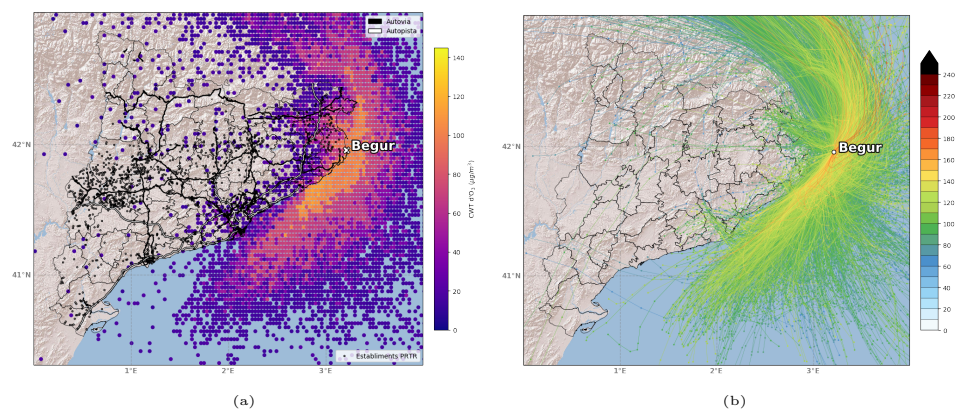 Autovia
Autopista
42°N
41°N
Begur
Establiments PRTR
1°E
2°E
3°E
140
120
100
80
60
40
20
0
CWT d'O₃ (μg/m³)
(a)
42°N
41°N
Begur
1°E
2°E
3°E
240
220
200
180
160
140
120
100
80
60
40
20
0
(b)